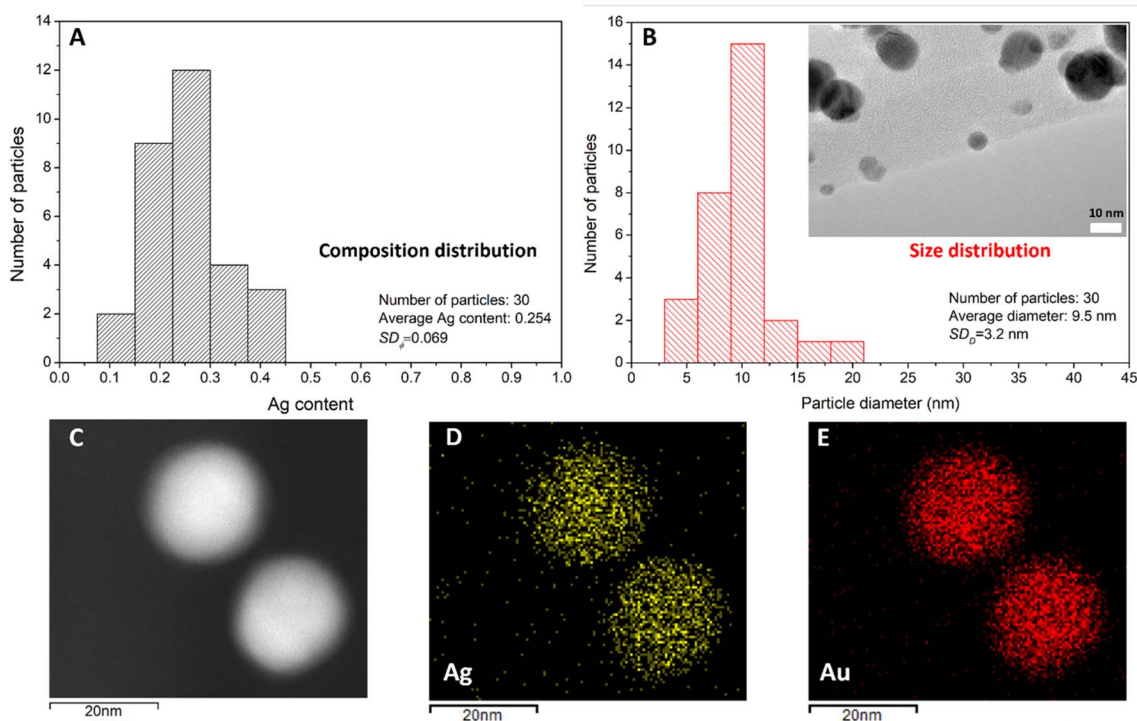 A
Number of particles
14
12
10
8
6
4
2
0
0.0 0.1 0.2 0.3 0.4 0.5 0.6 0.7 0.8 0.9 1.0
Ag content
Composition distribution
Number of particles: 30
Average Ag content: 0.254
SDϕ=0.069
B
Number of particles
16
14
12
10
8
6
4
2
0
0 5 10 15 20 25 30 35 40 45
Particle diameter (nm)
10 nm
Size distribution
Number of particles: 30
Average diameter: 9.5 nm
SDD=3.2 nm
C
20nm
D
Ag
20nm
E
Au
20nm